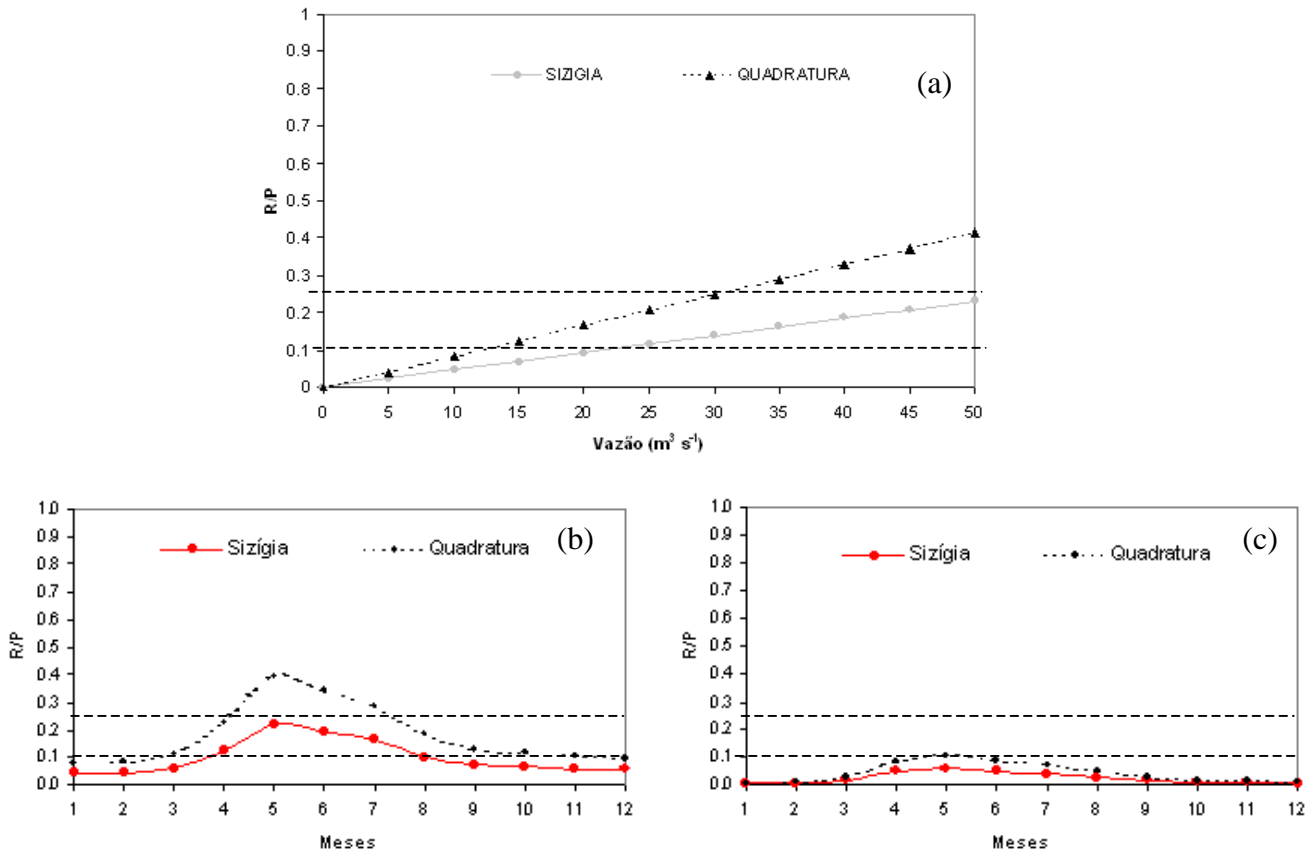 1
0.9
0.8
0.7
0.6
0.5
0.4
0.3
0.2
0.1
0
R/P
SIZIGIA
QUADRATURA
(a)
0 5 10 15 20 25 30 35 40 45 50
Vazão (m³ s⁻¹)
1.0
0.9
0.8
0.7
0.6
0.5
0.4
0.3
0.2
0.1
0.0
R/P
Sizígia
Quadratura
(b)
1 2 3 4 5 6 7 8 9 10 11 12
Meses
1.0
0.9
0.8
0.7
0.6
0.5
0.4
0.3
0.2
0.1
0.0
R/P
Sizígia
Quadratura
(c)
1 2 3 4 5 6 7 8 9 10 11 12
Meses